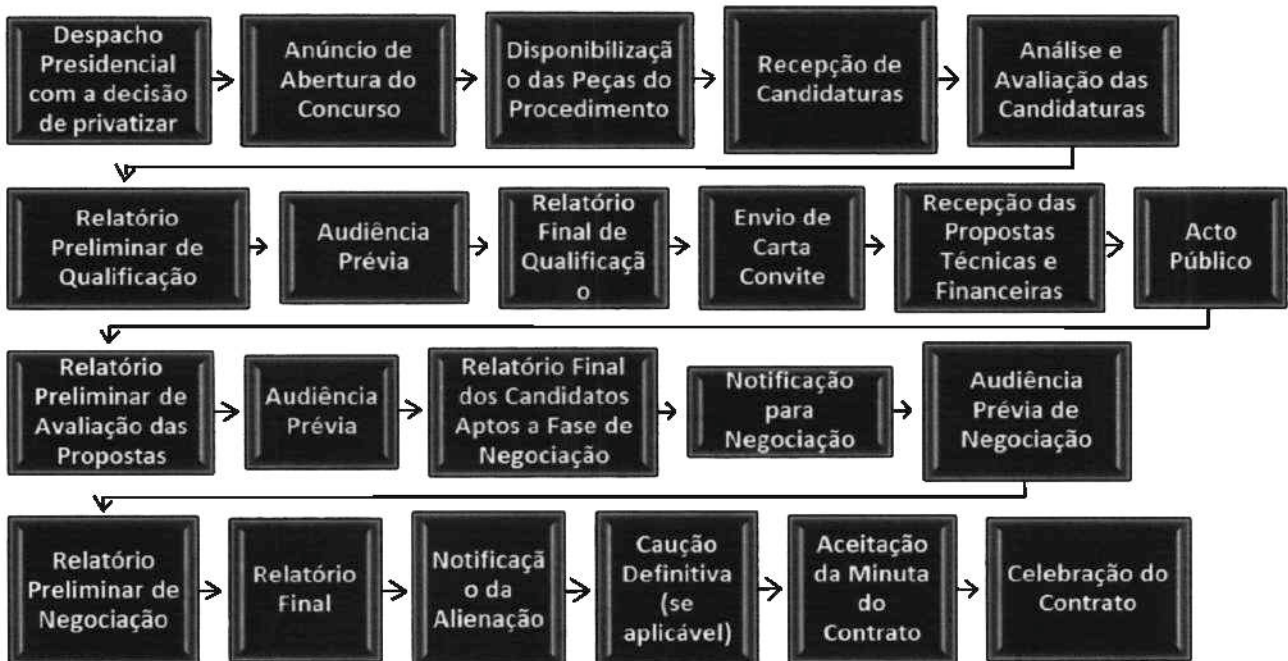 Despacho
Presidencial
com a decisão
de privatizar
Anúncio de
Abertura do
Concurso
Disponibilizaçã
o das Peças do
Procedimento
Recepção de
Candidaturas
Análise e
Avaliação das
Candidaturas
Relatório
Preliminar de
Qualificação
Audiência
Prévia
Relatório
Final de
Qualificaçã
o
Envio de
Carta
Convite
Recepção das
Propostas
Técnicas e
Financeiras
Acto
Público
Relatório
Preliminar de
Avaliação das
Propostas
Audiência
Prévia
Relatório Final
dos Candidatos
Aptos a Fase de
Negociação
Notificação
para
Negociação
Audiência
Prévia de
Negociação
Relatório
Preliminar de
Negociação
Relatório
Final
Notificaçã
o da
Alienação
Caução
Definitiva
(se
aplicável)
Aceitação
da Minuta
do
Contrato
Celebração do
Contrato